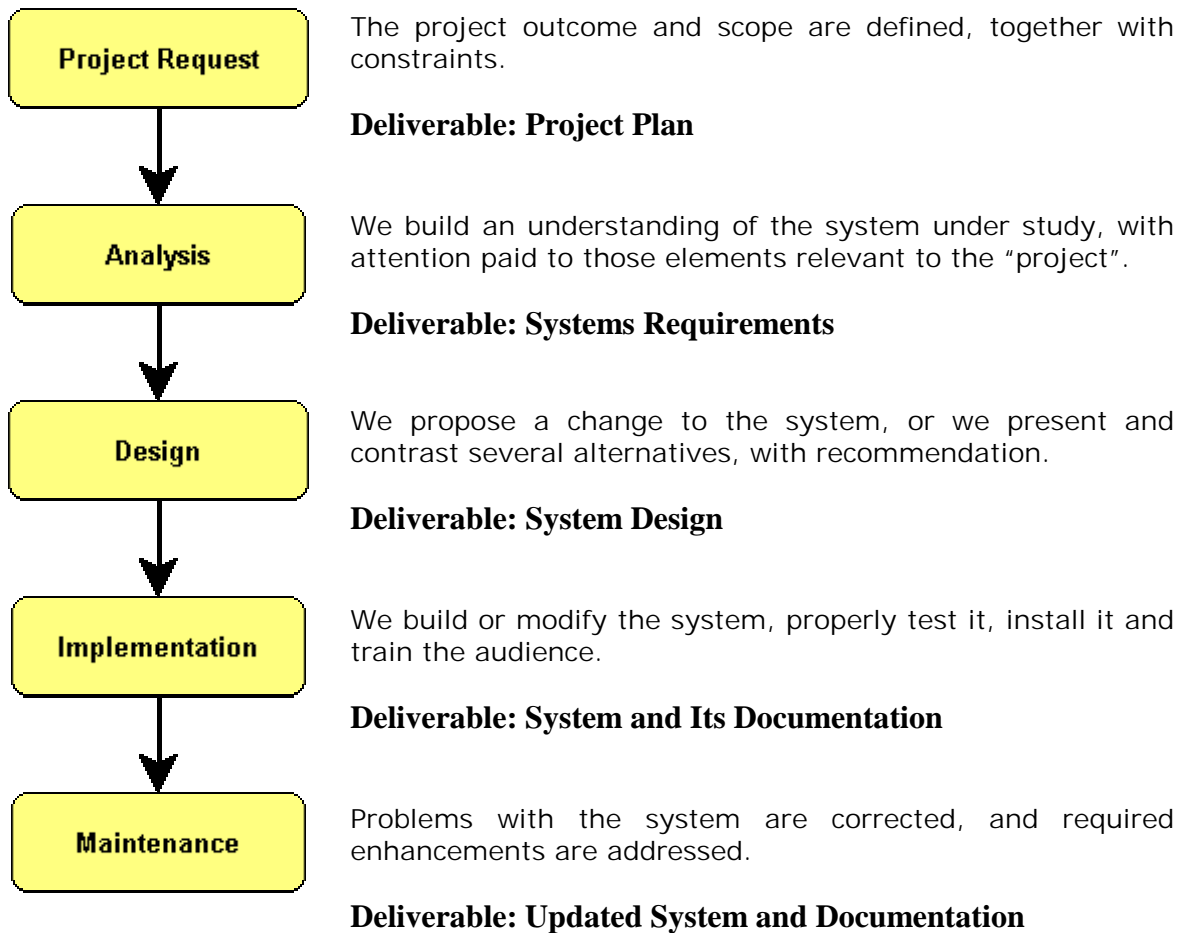 Project Request
The project outcome and scope are defined, together with
constraints.
Deliverable: Project Plan
Analysis
We build an understanding of the system under study, with
attention paid to those elements relevant to the “project”.
Deliverable: Systems Requirements
Design
We propose a change to the system, or we present and
contrast several alternatives, with recommendation.
Deliverable: System Design
Implementation
We build or modify the system, properly test it, install it and
train the audience.
Deliverable: System and Its Documentation
Maintenance
Problems with the system are corrected, and required
enhancements are addressed.
Deliverable: Updated System and Documentation